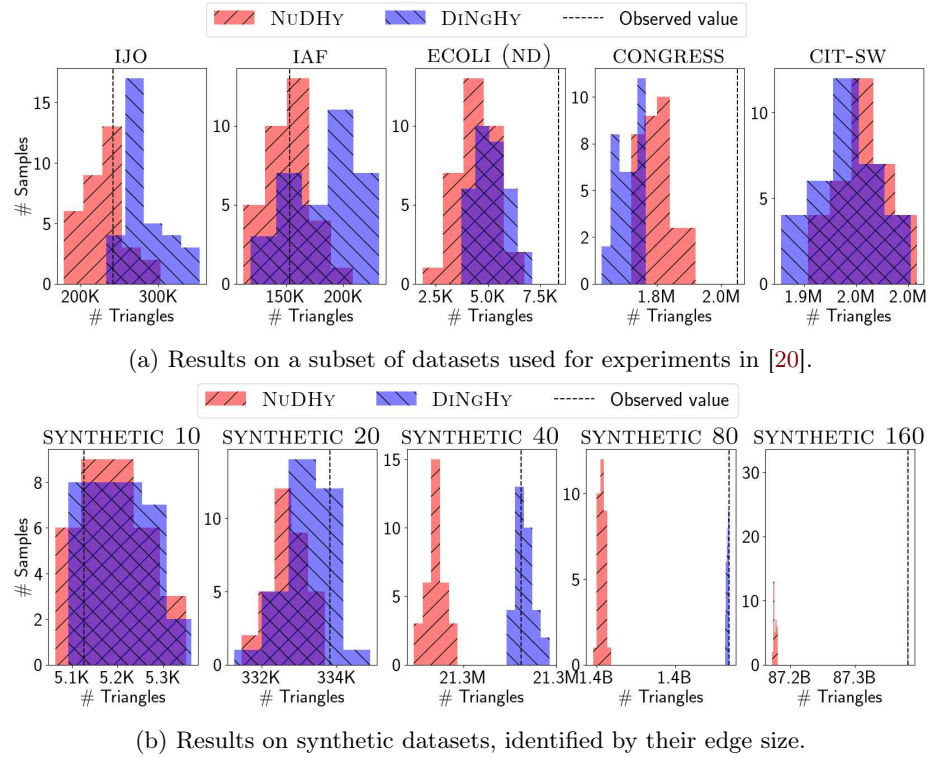 NUDHY DINGHY Observed value
IJO IAF ECOLI (ND) CONGRESS CIT-SW
# Samples
15
10
5
0
200K 300K
# Triangles
10
5
0
150K 200K
# Triangles
10
5
0
2.5K 5.0K 7.5K
# Triangles
10
8
5
2
0
1.8M 2.0M
# Triangles
10
5
0
1.9M 2.0M 2.0M
# Triangles
(a) Results on a subset of datasets used for experiments in [20].
NUDHY DINGHY Observed value
SYNTHETIC 10 SYNTHETIC 20 SYNTHETIC 40 SYNTHETIC 80 SYNTHETIC 160
# Samples
8
6
4
2
0
5.1K 5.2K 5.3K
# Triangles
10
5
0
332K 334K
# Triangles
15
10
5
0
21.3M 21.3M
# Triangles
10
5
0
1.4B 1.4B
# Triangles
30
20
10
0
87.2B 87.3B
# Triangles
(b) Results on synthetic datasets, identified by their edge size.